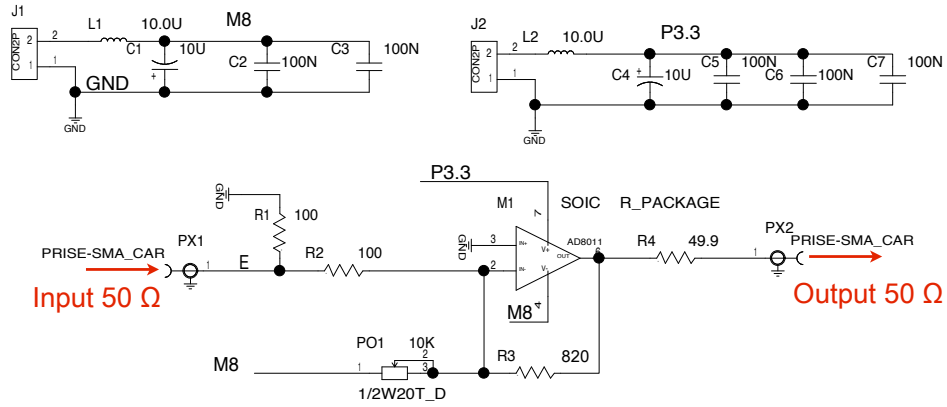 J1
L1
10.0U
M8
CON2P
2
1
C1
10U
C2
100N
C3
100N
GND
GND
J2
L2
10.0U
P3.3
CON2P
2
1
C4
10U
C5
100N
C6
100N
C7
100N
GND
P3.3
M1
7
SOIC
R_PACKAGE
GND
R1
100
PRISE-SMA_CAR
PX1
1
E
R2
100
GND
3
IN+
V+
AD8011
OUT
6
2
IN-
V-
4
M8
R4
49.9
1
PX2
PRISE-SMA_CAR
Input 50 Ω
Output 50 Ω
M8
PO1
10K
1
2
3
1/2W20T_D
R3
820